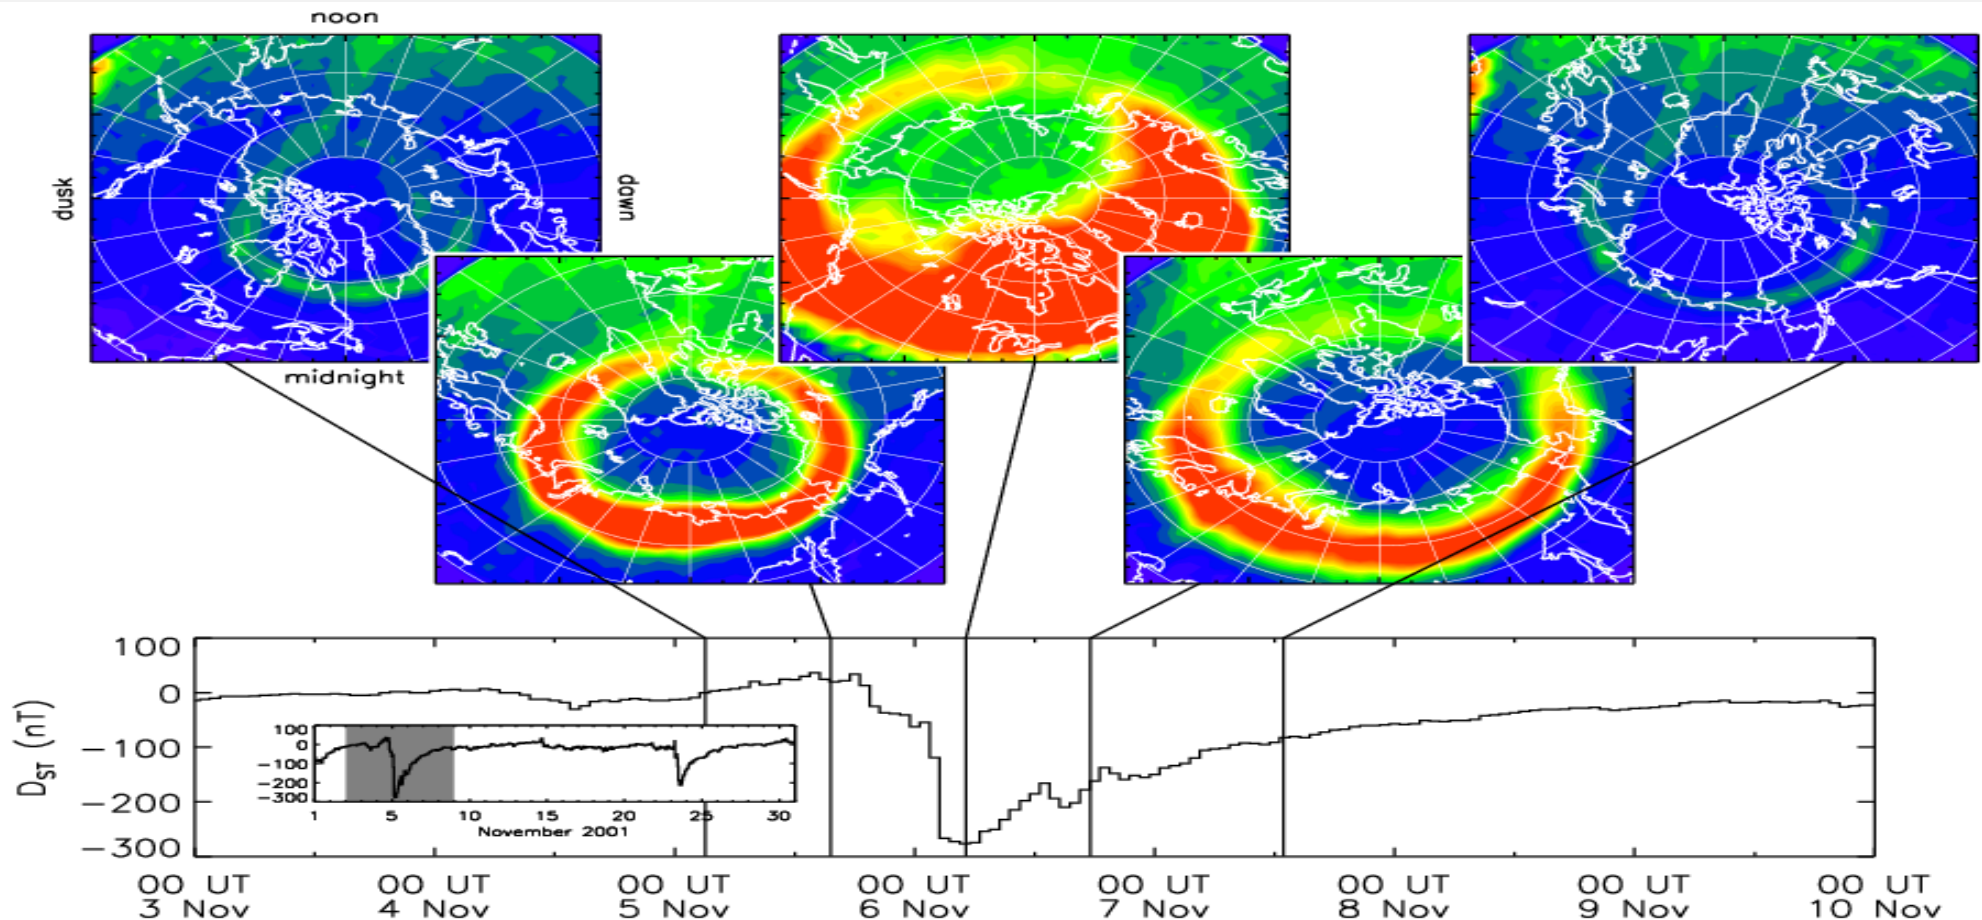 noon
dusk
dawn
midnight
D_ST (nT)
100
0
−100
−200
−300
100
0
−100
−200
−300
1 5 10 15 20 25 30
November 2001
00 UT 00 UT 00 UT 00 UT 00 UT 00 UT 00 UT 00 UT
3 Nov 4 Nov 5 Nov 6 Nov 7 Nov 8 Nov 9 Nov 10 Nov